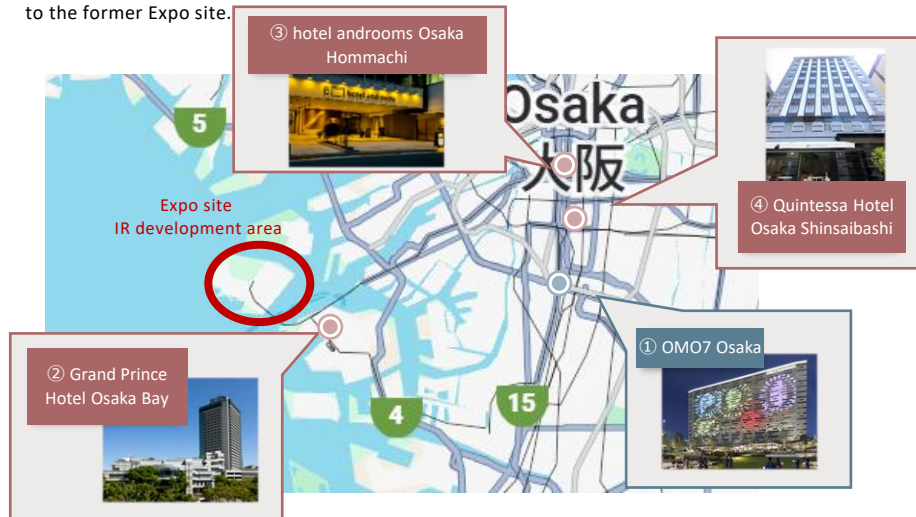 to the former Expo site.
③ hotel androoms Osaka
Hommachi
5
Osaka
大阪
Expo site
IR development area
④ Quintessa Hotel
Osaka Shinsaibashi
① OMO7 Osaka
② Grand Prince
Hotel Osaka Bay
4
15